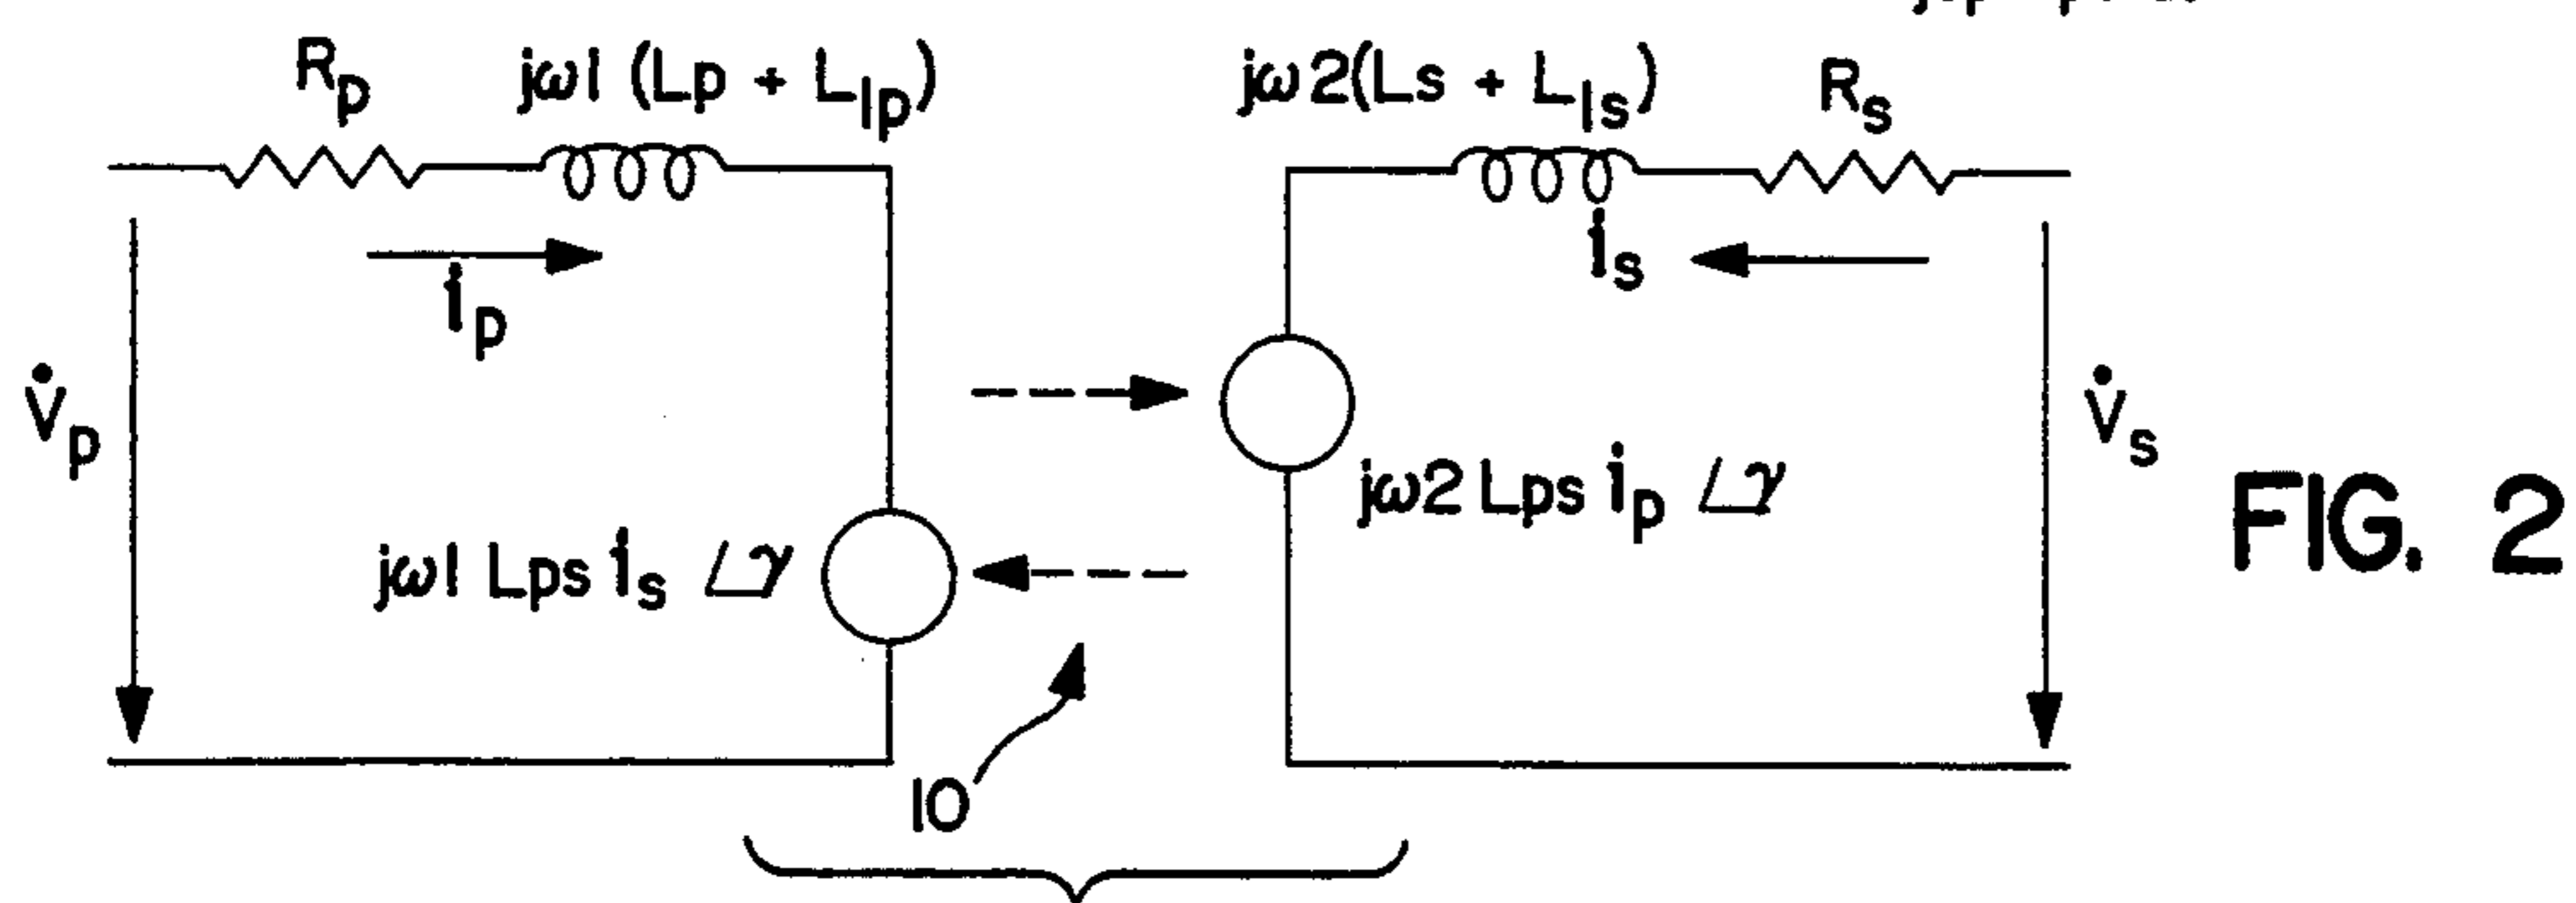 Rp
jω1 (Lp + Llp)
jω2(Ls + Lls)
Rs
ip
is
V̇p
V̇s
jω2 Lps ip ∠γ
jω1 Lps is ∠γ
10
FIG. 2